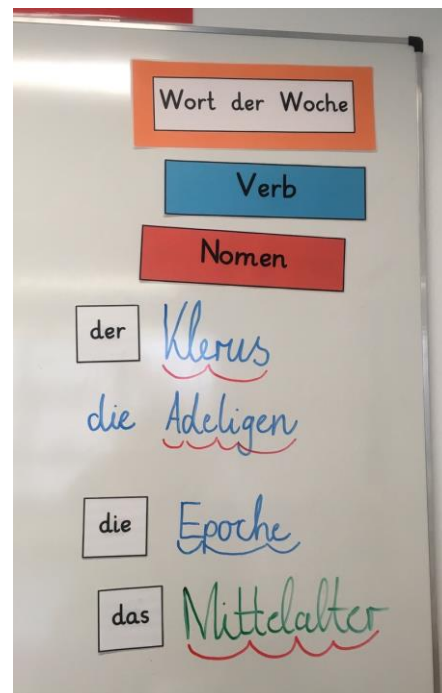 Wort der Woche
Verb
Nomen
der Klerus
die Adeligen
die Epoche
das Mittelalter